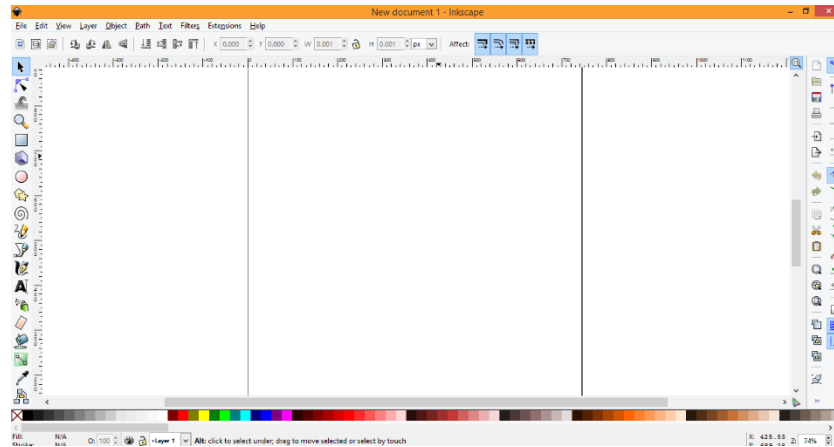 New document 1 - Inkscape
File Edit View Layer Object Path Text Filters Extensions Help
X 0.000 Y 0.000 W 0.001 H 0.001 px Affect:
Fill: N/A
Stroke: N/A
O: 100 Layer 1 Alt: click to select under; drag to move selected or select by touch
X: 425.53
Z: 74%